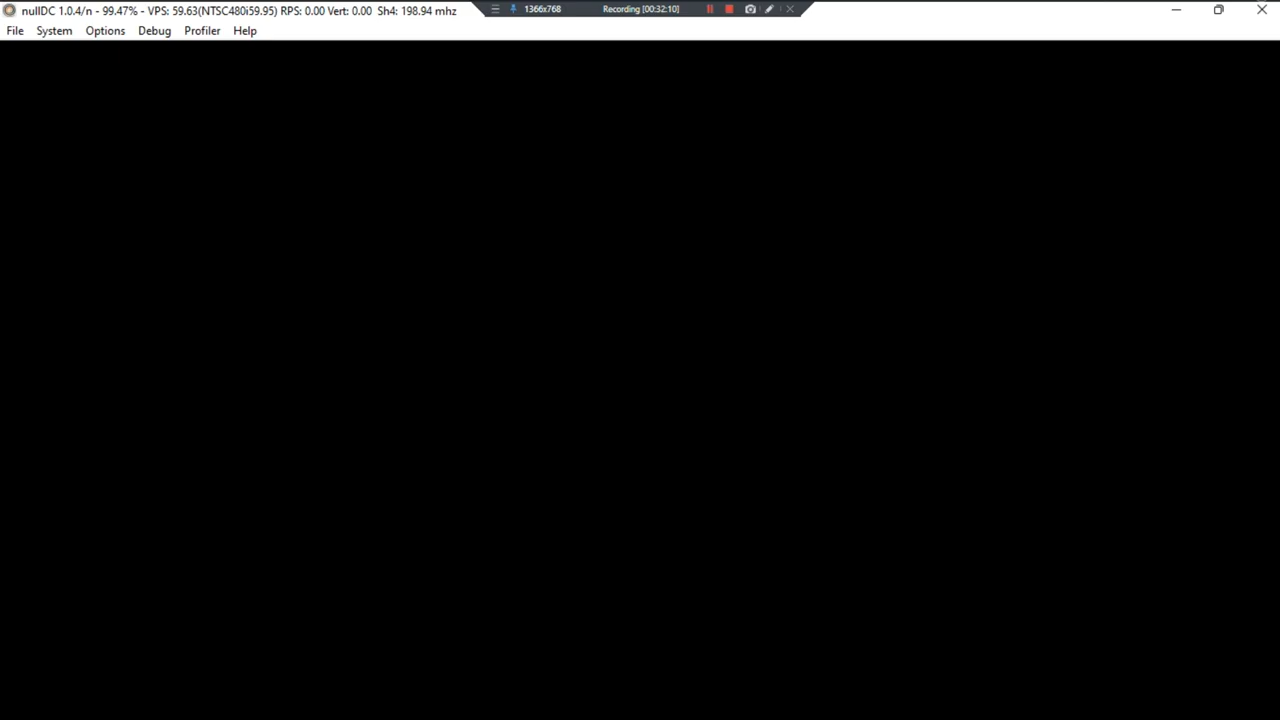 nullDC 1.0.4/n - 99.47% - VPS: 59.63(NTSC480i59.95) RPS: 0.00 Vert: 0.00 Sh4: 198.94 mhz
1366x768 Recording [00:32:10]
File System Options Debug Profiler Help